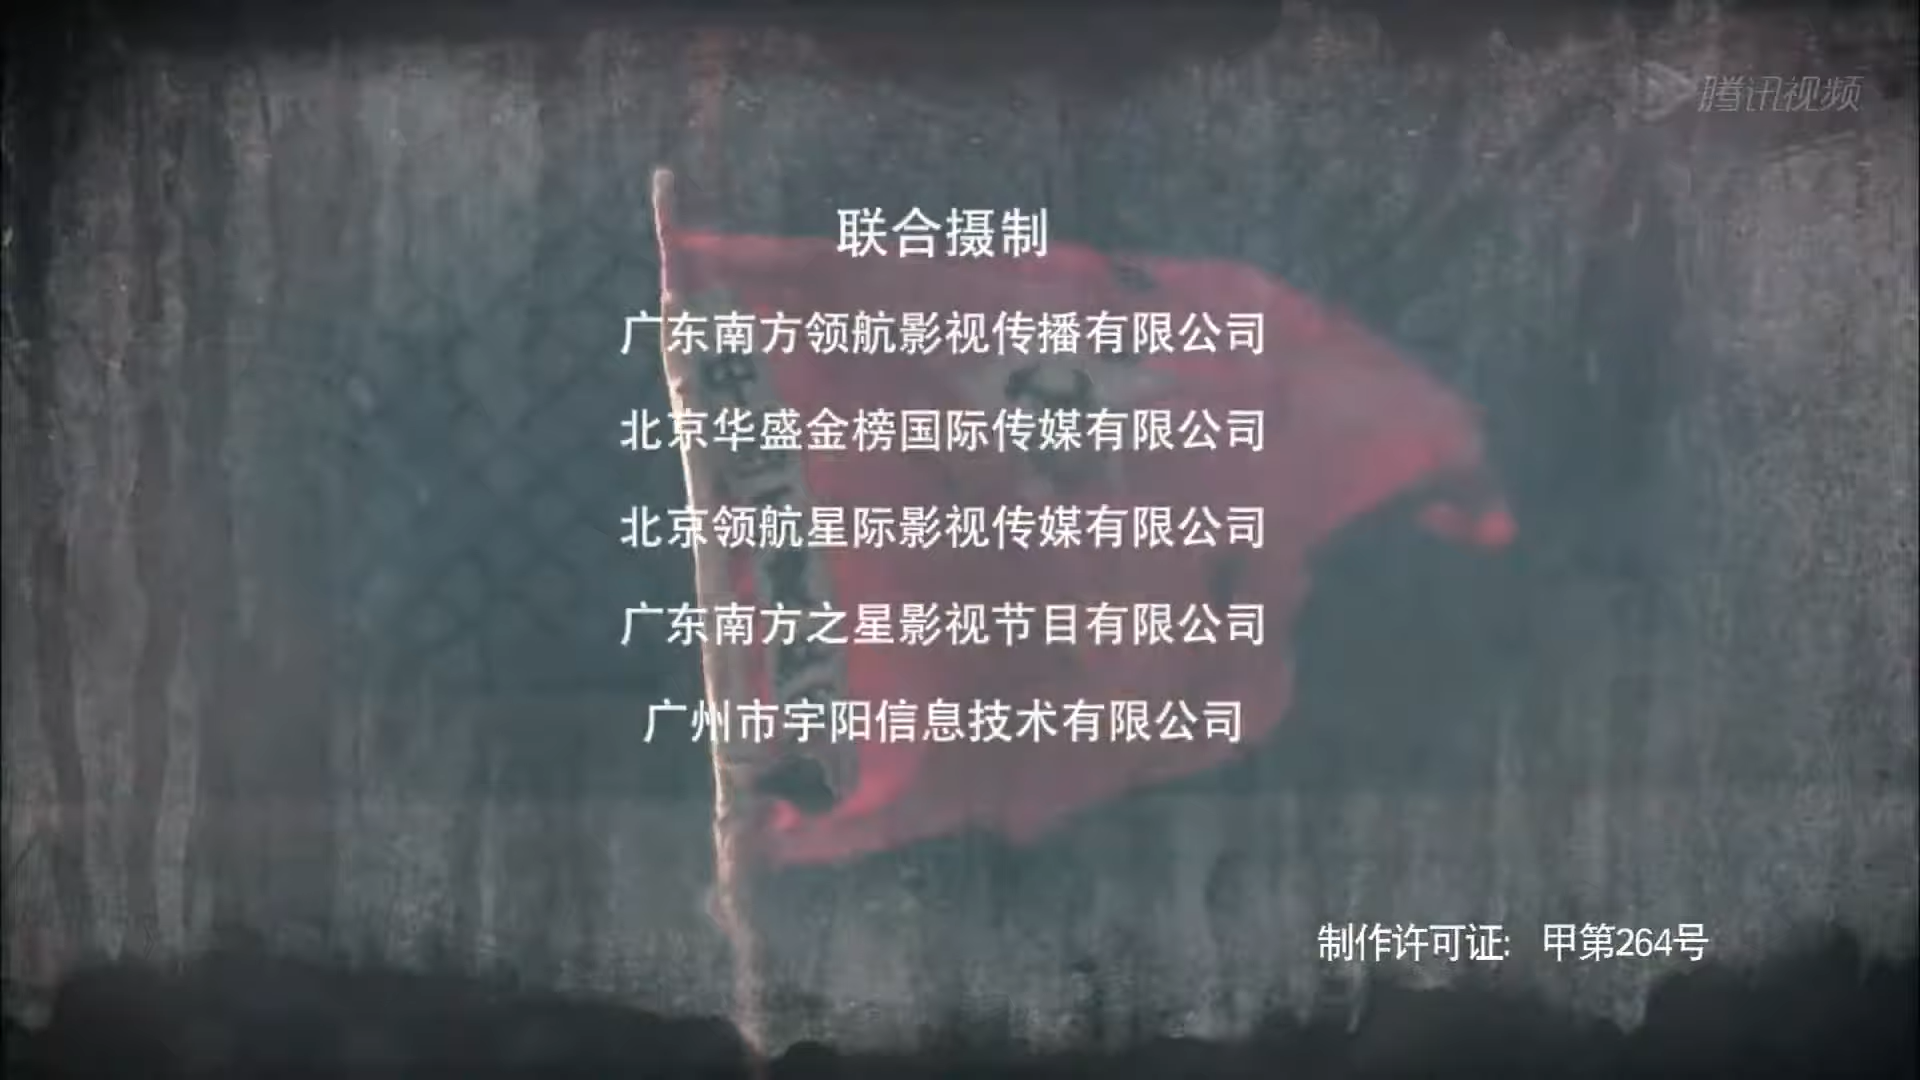 腾讯视频
联合摄制
广东南方领航影视传播有限公司
北京华盛金榜国际传媒有限公司
北京领航星际影视传媒有限公司
广东南方之星影视节目有限公司
广州市宇阳信息技术有限公司
制作许可证: 甲第264号